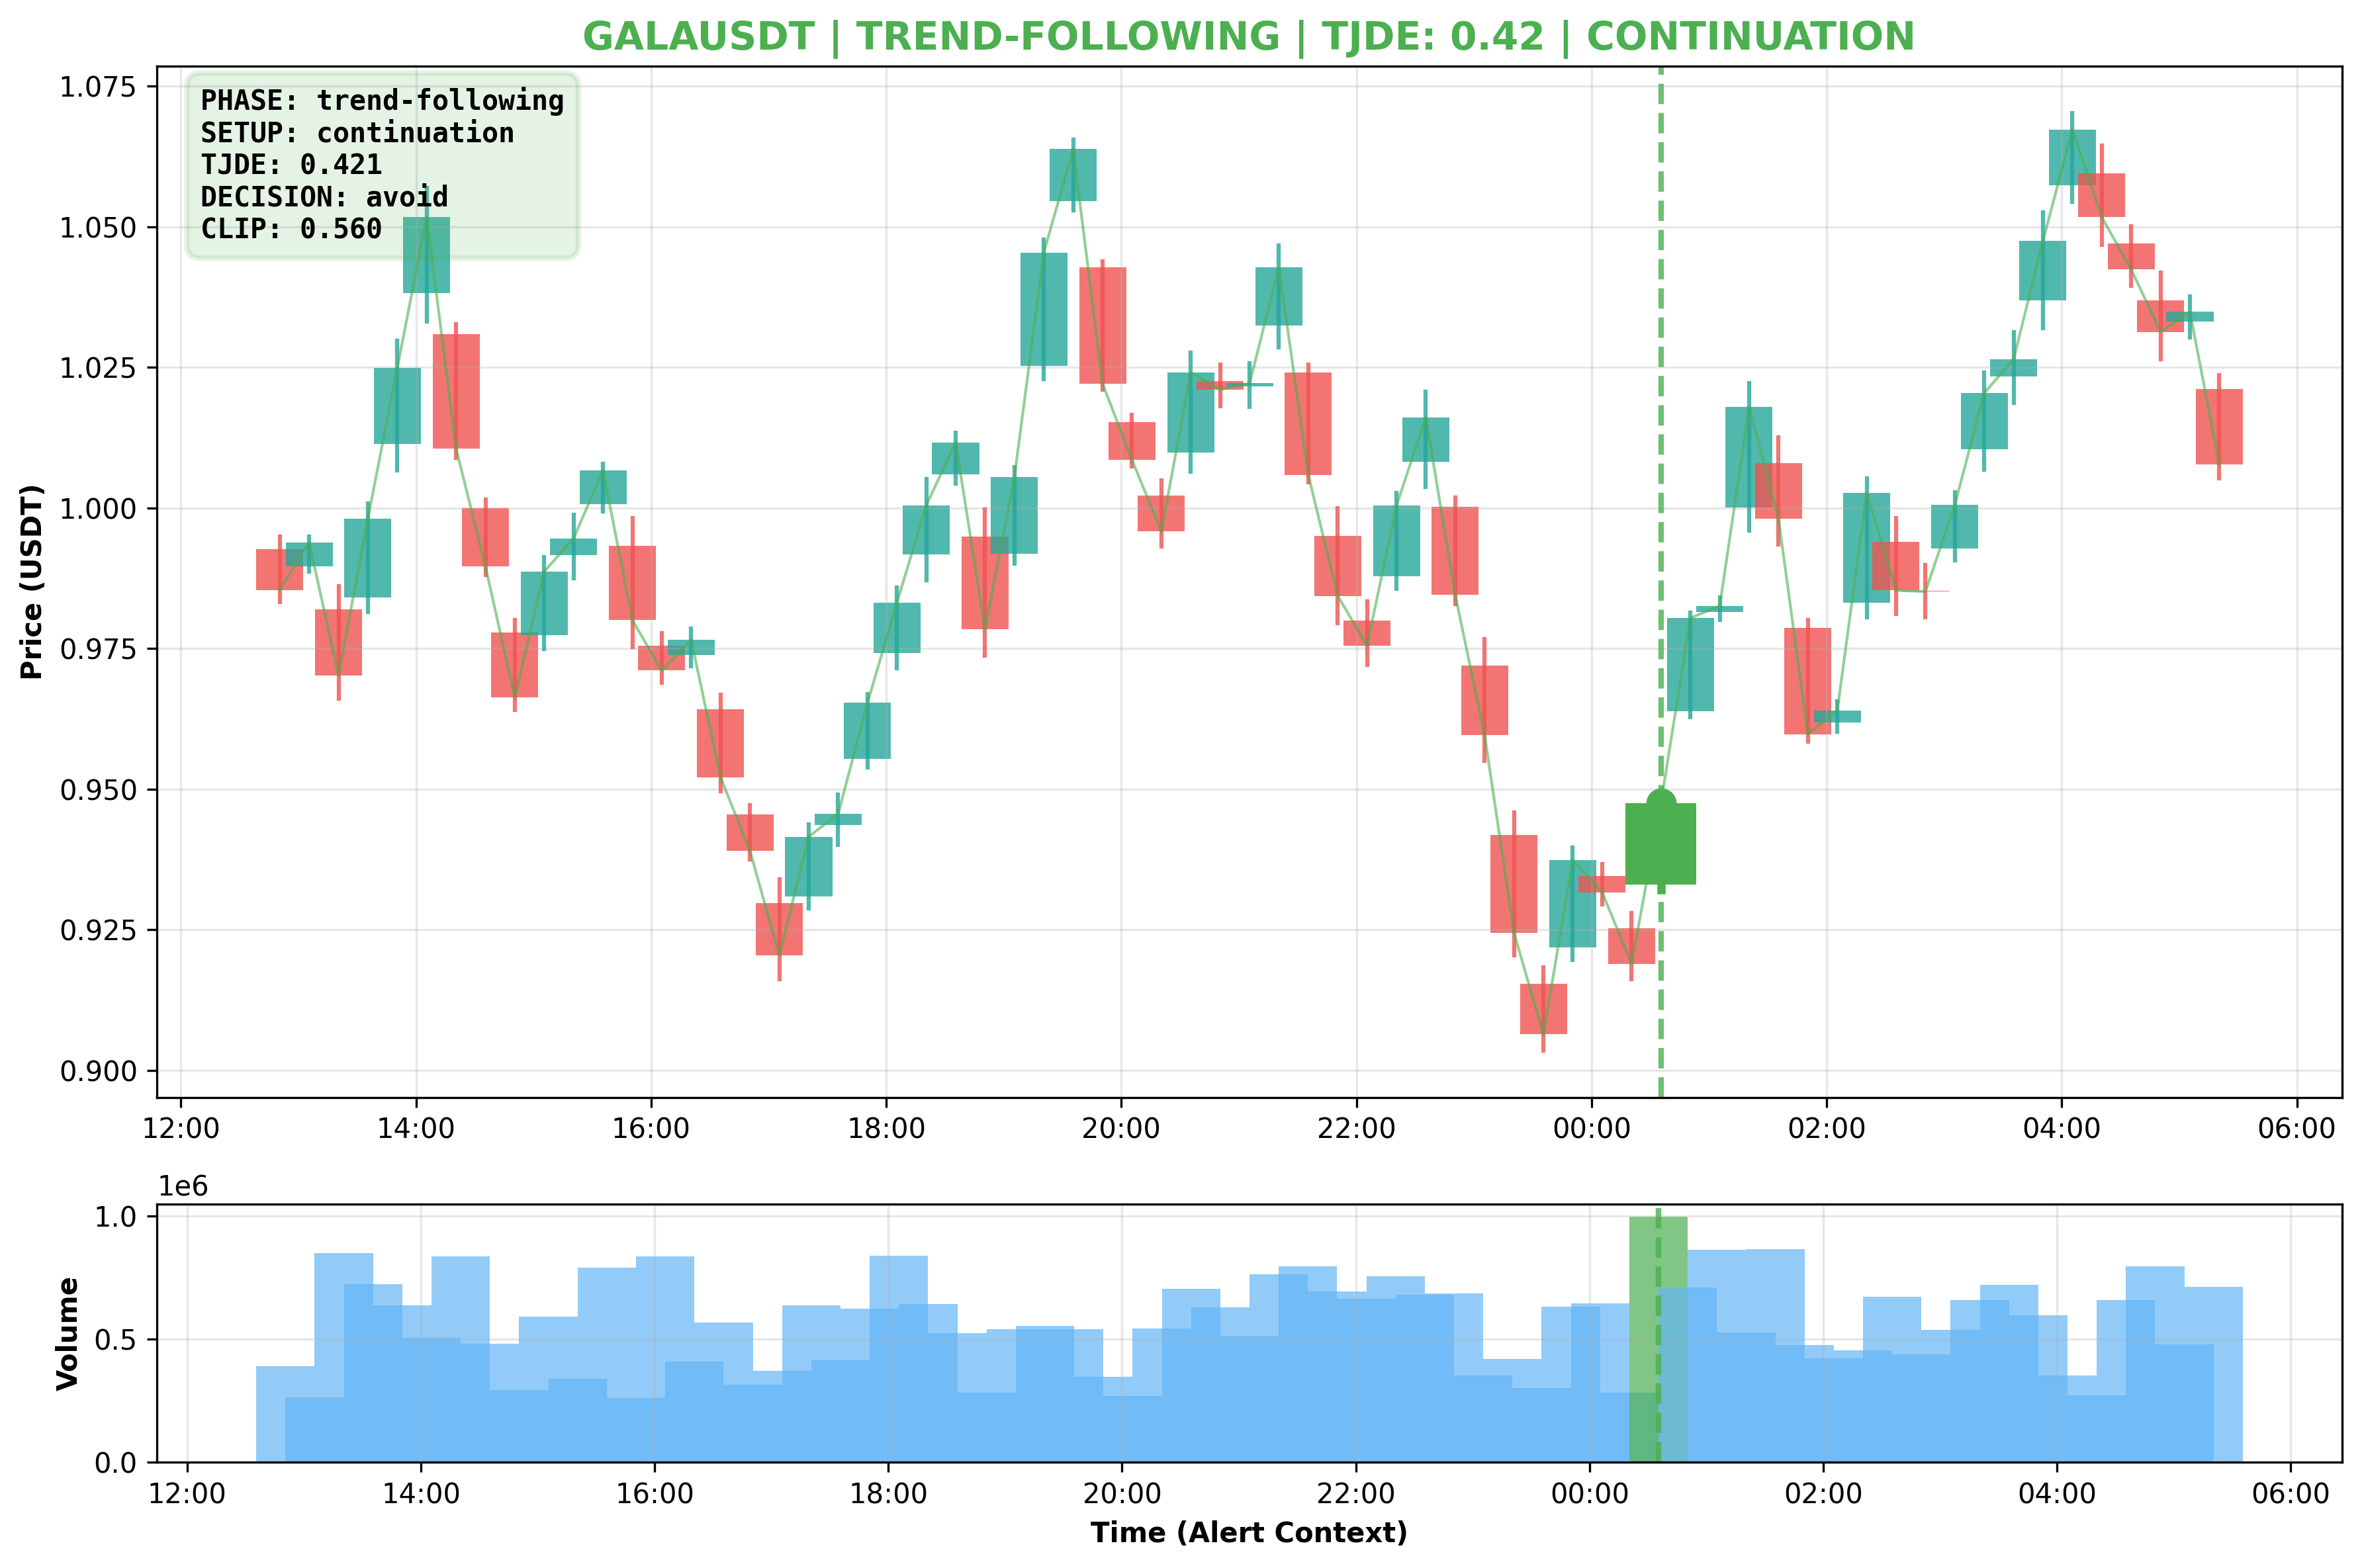 GALAUSDT | TREND-FOLLOWING | TJDE: 0.42 | CONTINUATION
PHASE: trend-following
SETUP: continuation
TJDE: 0.421
DECISION: avoid
CLIP: 0.560
Price (USDT)
1.075
1.050
1.025
1.000
0.975
0.950
0.925
0.900
12:00 14:00 16:00 18:00 20:00 22:00 00:00 02:00 04:00 06:00
1e6
Volume
1.0
0.5
0.0
12:00 14:00 16:00 18:00 20:00 22:00 00:00 02:00 04:00 06:00
Time (Alert Context)